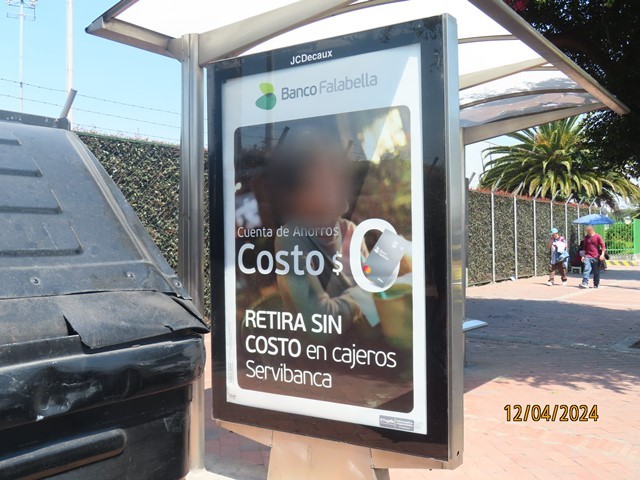 JCDecaux
Banco Falabella
Cuenta de Ahorros
Costo $0
RETIRA SIN
COSTO en cajeros
Servibanca
12/04/2024